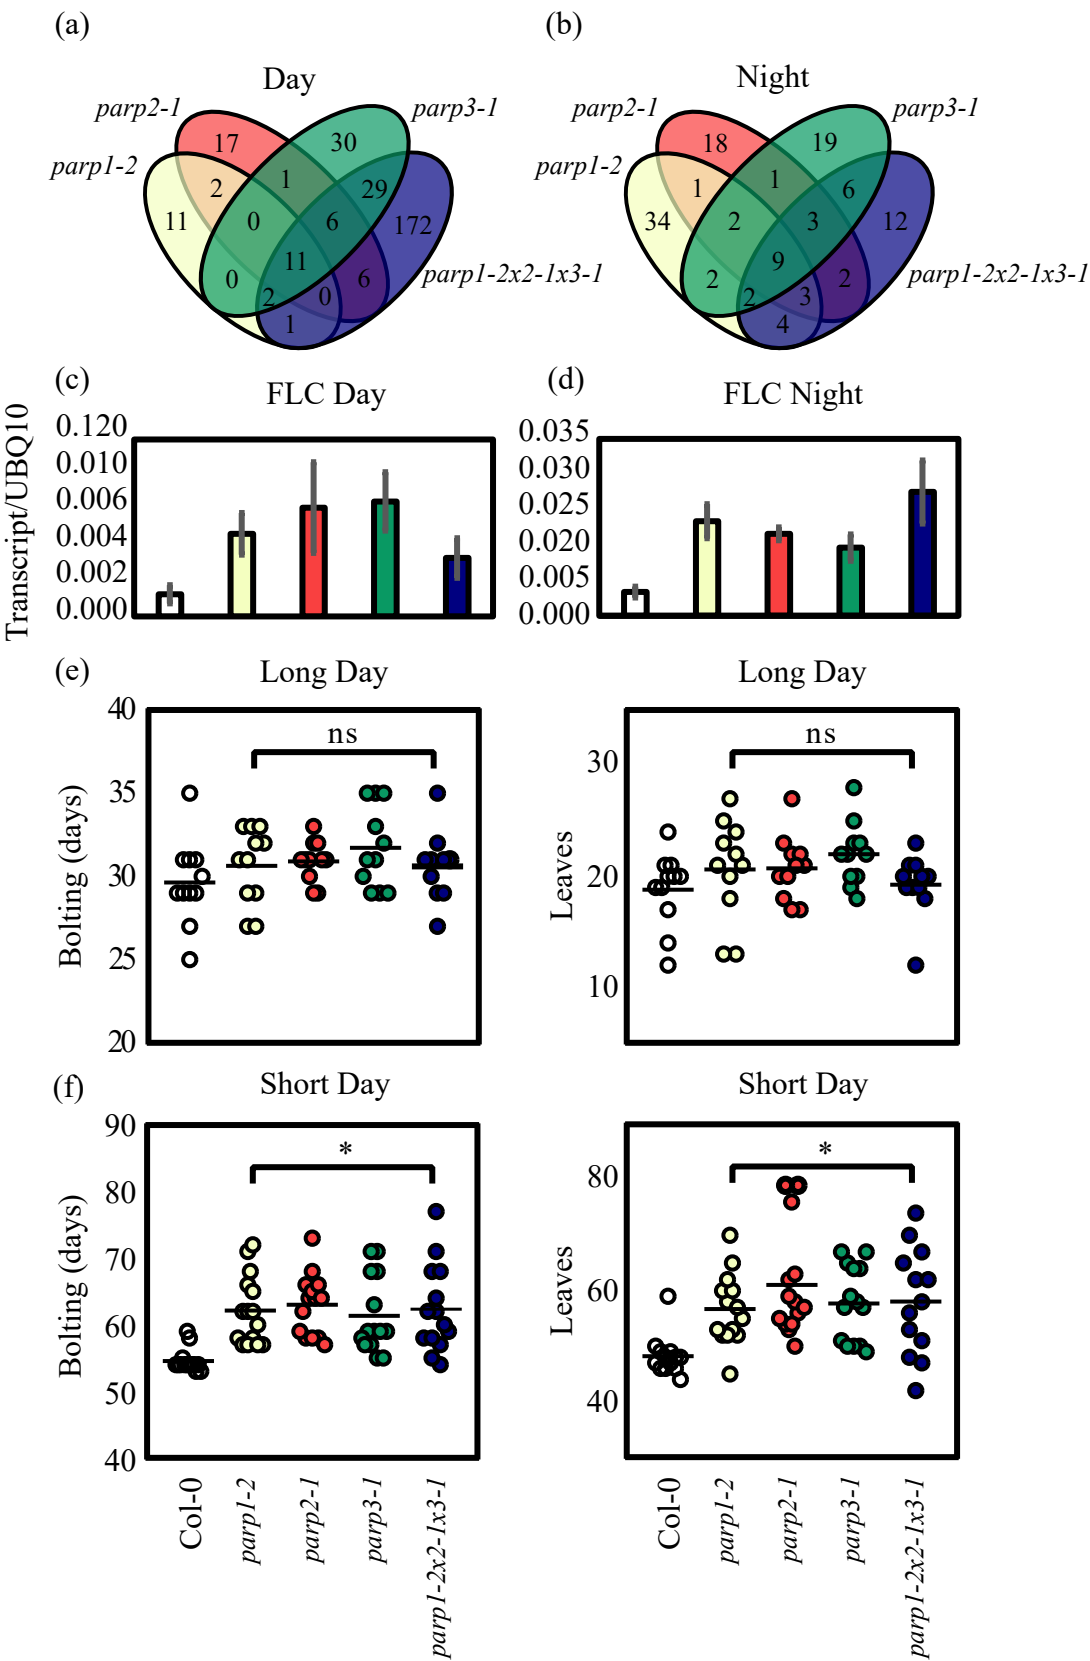 (a) (b)
Day Night
parp2-1 parp3-1 parp2-1 parp3-1
parp1-2 parp1-2
17 30 18 19
2 1 29 1 1 6
11 0 6 172 34 2 3 12
11 9
parp1-2x2-1x3-1 parp1-2x2-1x3-1
0 2 0 6 2 2 3 2
1 4
(c) (d)
FLC Day FLC Night
Transcript/UBQ10
0.120 0.035
0.010 0.030
0.006 0.025
0.004 0.020
0.002 0.005
0.000 0.000
(e)
Long Day Long Day
ns ns
Bolting (days)
40
35
30
25
20
Leaves
30
20
10
(f)
Short Day Short Day
* *
Bolting (days)
90
80
70
60
50
40
Leaves
80
60
40
Col-0 parp1-2 parp2-1 parp3-1 parp1-2x2-1x3-1
Col-0 parp1-2 parp2-1 parp3-1 parp1-2x2-1x3-1